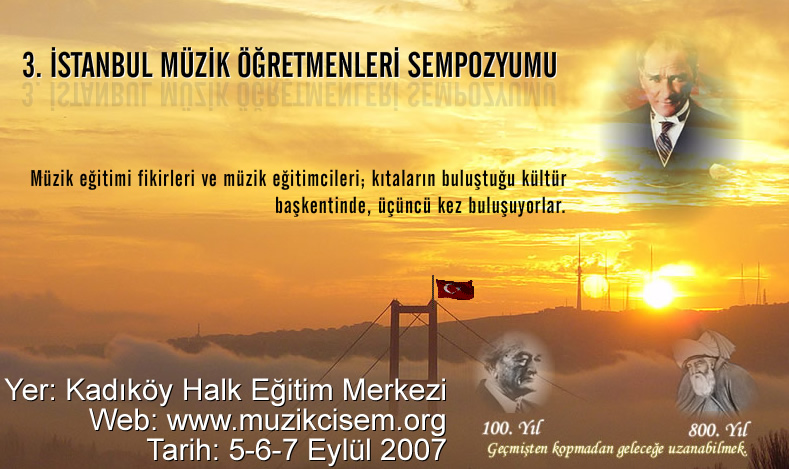 3. İSTANBUL MÜZİK ÖĞRETMENLERİ SEMPOZYUMU
Müzik eğitimi fikirleri ve müzik eğitimcileri; kıtaların buluştuğu kültür
başkentinde, üçüncü kez buluşuyorlar.
Yer: Kadıköy Halk Eğitim Merkezi
Web: www.muzikcisem.org
Tarih: 5-6-7 Eylül 2007
100. Yıl
800. Yıl
Geçmişten kopmadan geleceğe uzanabilmek.